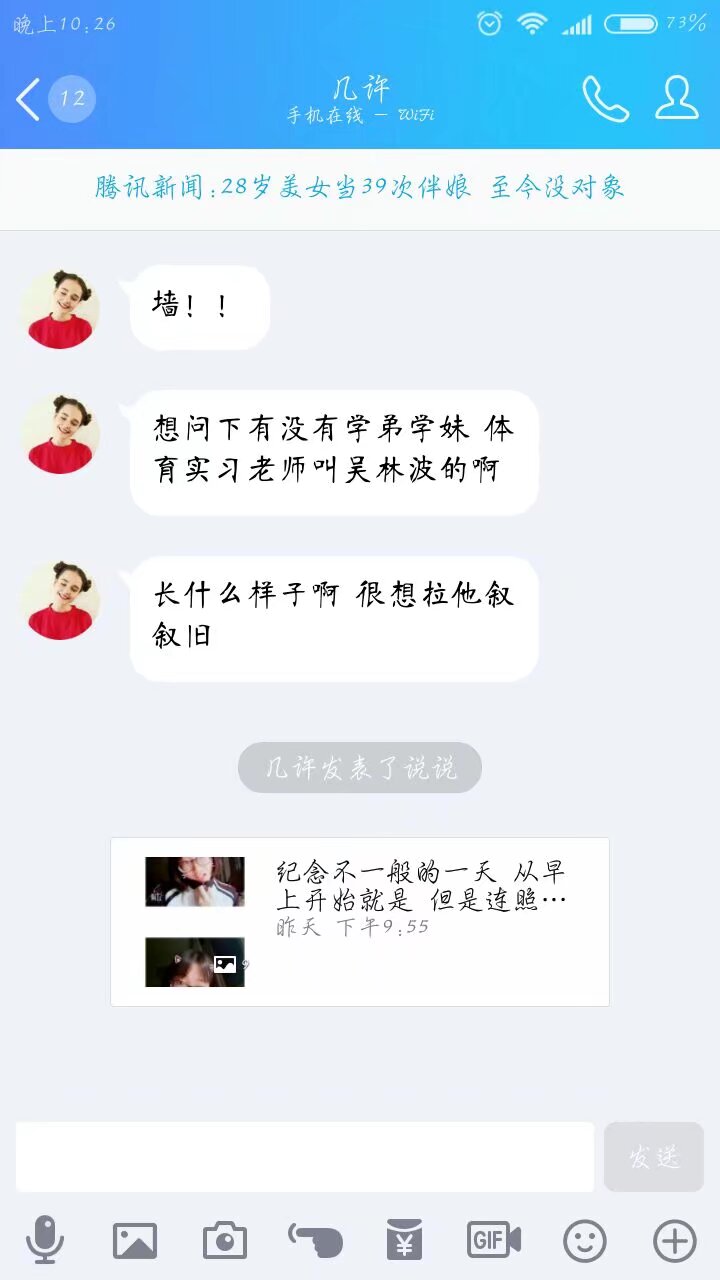 晚上10:26
73%
12
几许
手机在线 - WiFi
腾讯新闻:28岁美女当39次伴娘 至今没对象
墙！！
想问下有没有学弟学妹 体
育实习老师叫吴林波的啊
长什么样子啊 很想拉他叙
叙旧
几许发表了说说
纪念不一般的一天 从早
上开始就是 但是连照…
昨天 下午9:55
发送
GIF